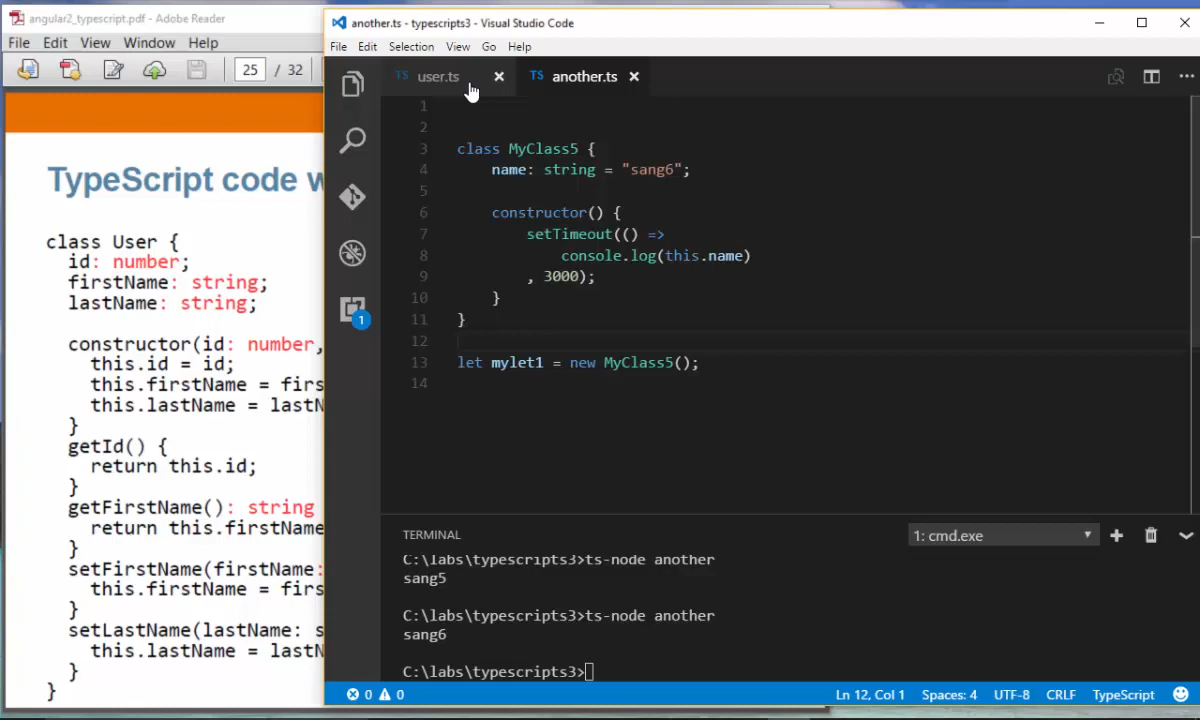 angular2_typescript.pdf - Adobe Reader
File Edit View Window Help
25 / 32
TypeScript code
class User {
id: number;
firstName: string;
lastName: string;
constructor(id: number,
this.id = id;
this.firstName = firs
this.lastName = lastN
}
getId() {
return this.id;
}
getFirstName(): string
return this.firstName
}
setFirstName(firstName:
this.firstName = firs
}
setLastName(lastName: s
this.lastName = lastN
}
}
another.ts - typescripts3 - Visual Studio Code
File Edit Selection View Go Help
TS user.ts TS another.ts
1
2
3 class MyClass5 {
4 name: string = "sang6";
5
6 constructor() {
7 setTimeout(() =>
8 console.log(this.name)
9 , 3000);
10 }
11 }
12
13 let mylet1 = new MyClass5();
14
1
TERMINAL
1: cmd.exe
C:\labs\typescripts3>ts-node another
sang5
C:\labs\typescripts3>ts-node another
sang6
C:\labs\typescripts3>
0 0 Ln 12, Col 1 Spaces: 4 UTF-8 CRLF TypeScript